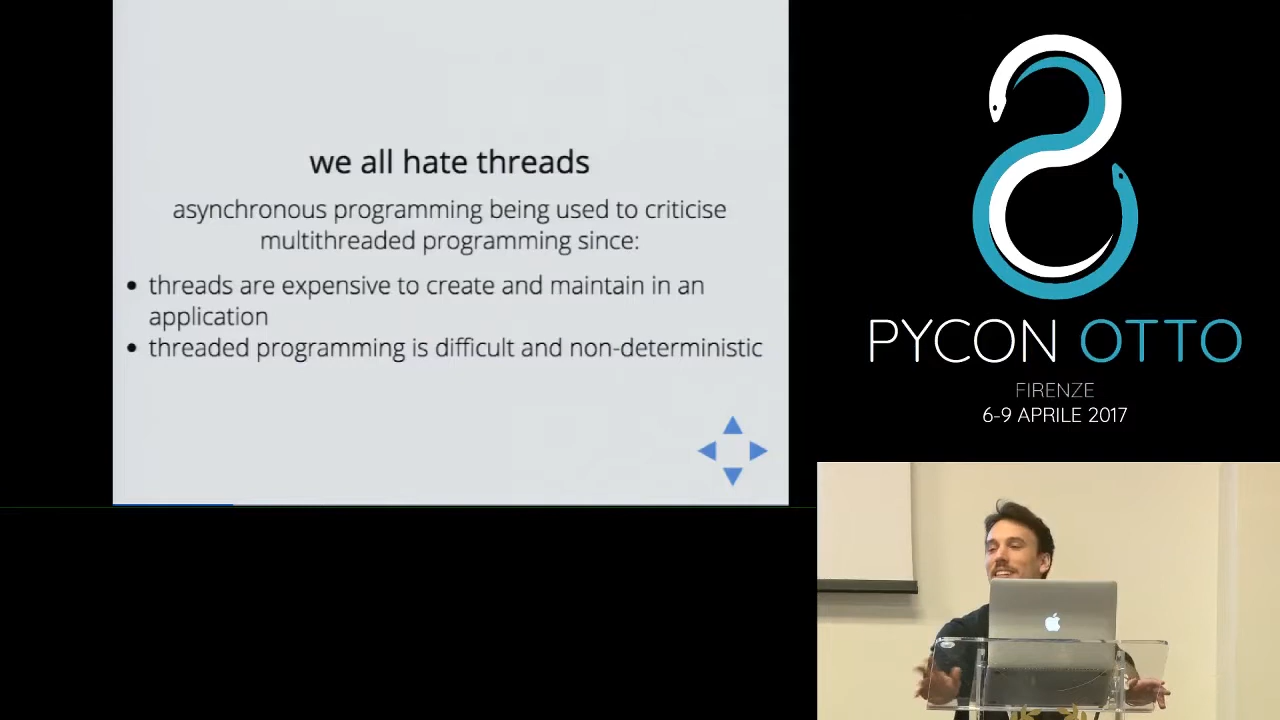 we all hate threads
asynchronous programming being used to criticise
multithreaded programming since:
threads are expensive to create and maintain in an
application
threaded programming is difficult and non-deterministic
PYCON OTTO
FIRENZE
6-9 APRILE 2017